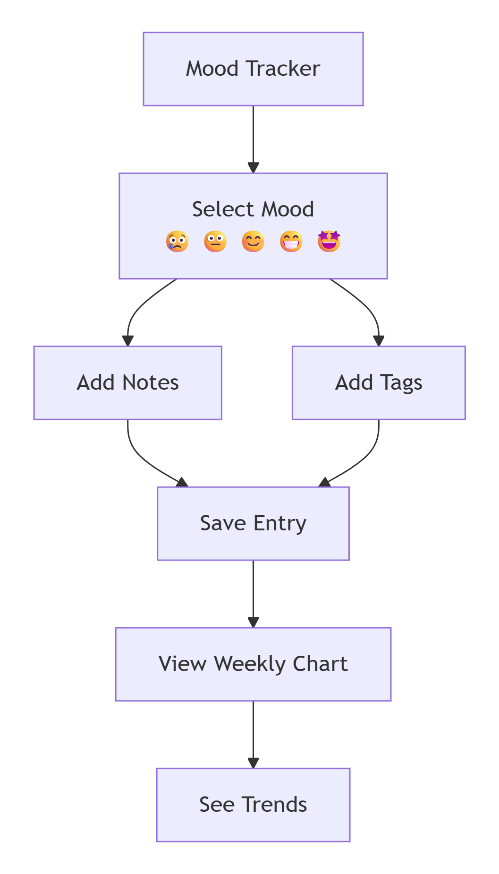 Mood Tracker
Select Mood
😢 😐 😊 😁 🤩
Add Notes
Add Tags
Save Entry
View Weekly Chart
See Trends